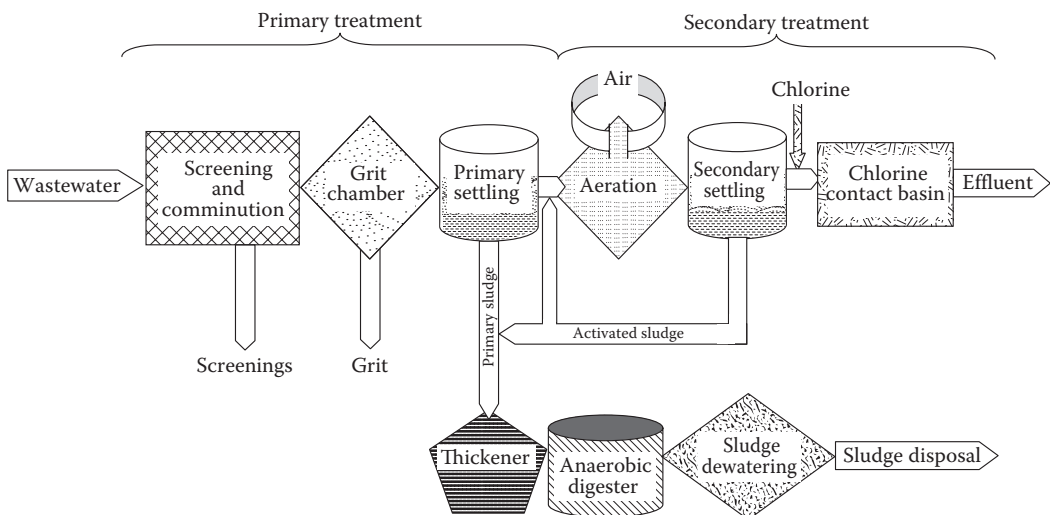 Primary treatment
Secondary treatment
Air
Chlorine
Wastewater
Screening
and
comminution
Grit
chamber
Primary
settling
Aeration
Secondary
settling
Chlorine
contact basin
Effluent
Primary sludge
Activated sludge
Screenings
Grit
Thickener
Anaerobic
digester
Sludge
dewatering
Sludge disposal